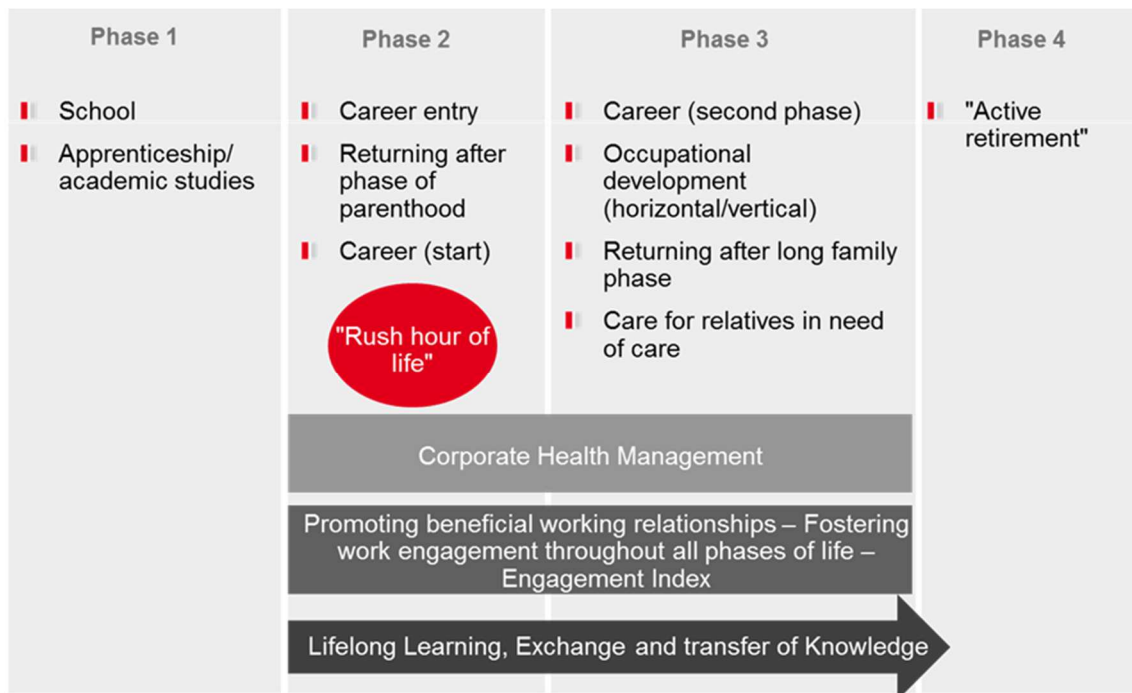 Phase 1
School
Apprenticeship/
academic studies
Phase 2
Career entry
Returning after
phase of
parenthood
Career (start)
"Rush hour of
life"
Phase 3
Career (second phase)
Occupational
development
(horizontal/vertical)
Returning after long family
phase
Care for relatives in need
of care
Phase 4
"Active
retirement"
Corporate Health Management
Promoting beneficial working relationships – Fostering
work engagement throughout all phases of life –
Engagement Index
Lifelong Learning, Exchange and transfer of Knowledge